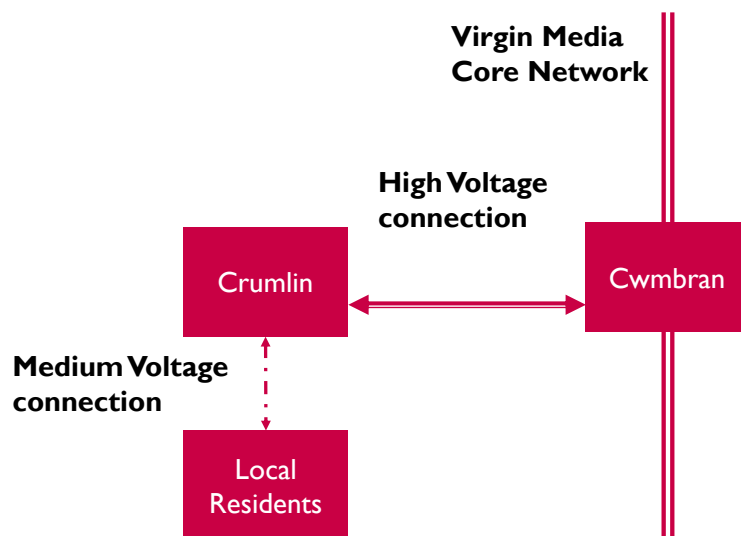 Virgin Media
Core Network
High Voltage
connection
Crumlin
Cwmbran
Medium Voltage
connection
Local
Residents